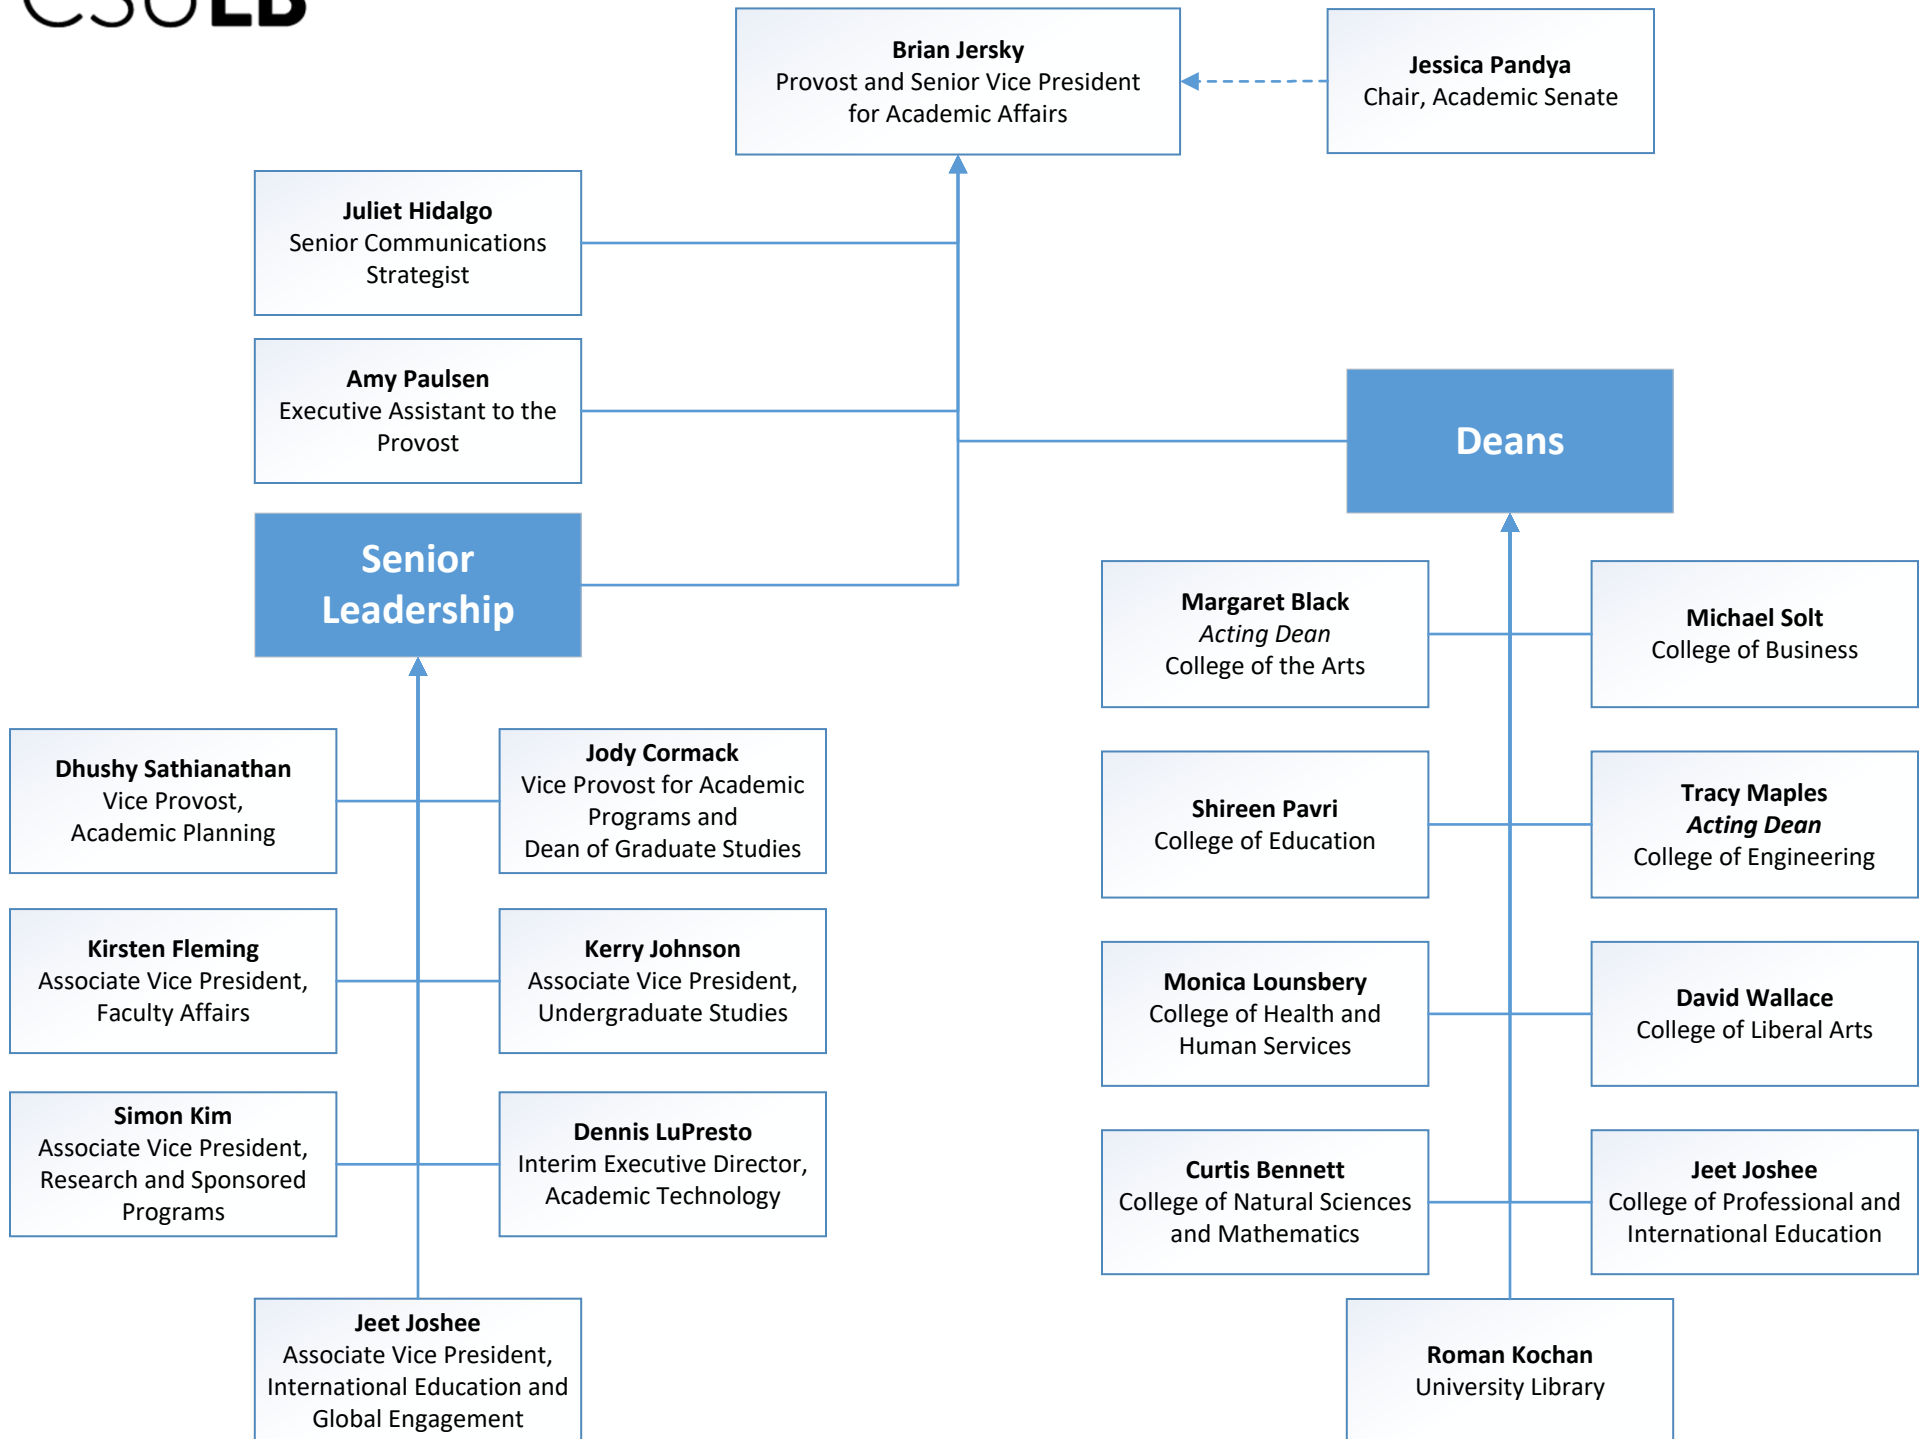 CSULB
Brian Jersky
Provost and Senior Vice President
for Academic Affairs
Jessica Pandya
Chair, Academic Senate
Juliet Hidalgo
Senior Communications
Strategist
Amy Paulsen
Executive Assistant to the
Provost
Senior
Leadership
Dhushy Sathianathan
Vice Provost,
Academic Planning
Jody Cormack
Vice Provost for Academic
Programs and
Dean of Graduate Studies
Kirsten Fleming
Associate Vice President,
Faculty Affairs
Kerry Johnson
Associate Vice President,
Undergraduate Studies
Simon Kim
Associate Vice President,
Research and Sponsored
Programs
Dennis LuPresto
Interim Executive Director,
Academic Technology
Jeet Joshee
Associate Vice President,
International Education and
Global Engagement
Deans
Margaret Black
Acting Dean
College of the Arts
Michael Solt
College of Business
Shireen Pavri
College of Education
Tracy Maples
Acting Dean
College of Engineering
Monica Lounsbery
College of Health and
Human Services
David Wallace
College of Liberal Arts
Curtis Bennett
College of Natural Sciences
and Mathematics
Jeet Joshee
College of Professional and
International Education
Roman Kochan
University Library